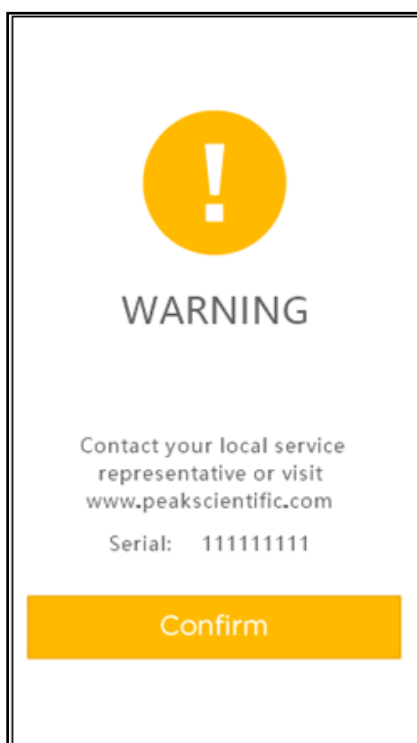 !
WARNING
Contact your local service
representative or visit
www.peakscientific.com
Serial: 111111111
Confirm